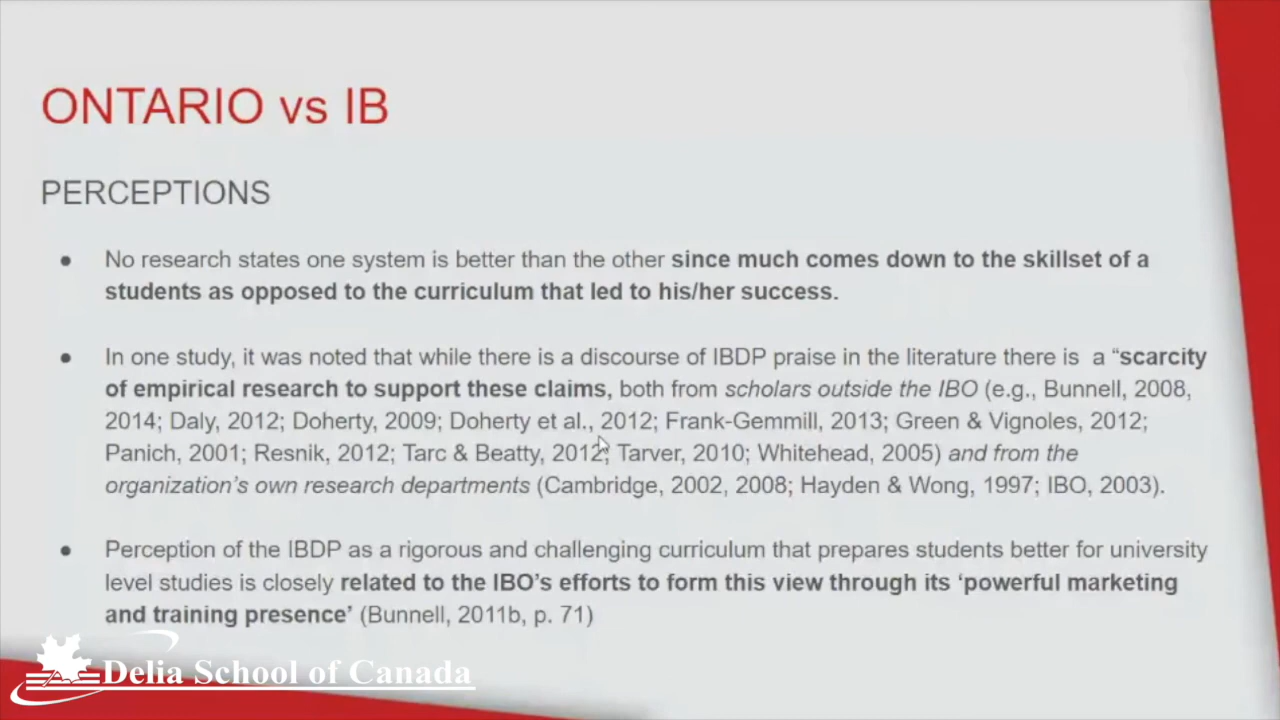 ONTARIO vs IB
PERCEPTIONS
● No research states one system is better than the other since much comes down to the skillset of a
students as opposed to the curriculum that led to his/her success.
● In one study, it was noted that while there is a discourse of IBDP praise in the literature there is a “scarcity
of empirical research to support these claims, both from scholars outside the IBO (e.g., Bunnell, 2008,
2014; Daly, 2012; Doherty, 2009; Doherty et al., 2012; Frank-Gemmill, 2013; Green & Vignoles, 2012;
Panich, 2001; Resnik, 2012; Tarc & Beatty, 2012; Tarver, 2010; Whitehead, 2005) and from the
organization’s own research departments (Cambridge, 2002, 2008; Hayden & Wong, 1997; IBO, 2003).
● Perception of the IBDP as a rigorous and challenging curriculum that prepares students better for university
level studies is closely related to the IBO’s efforts to form this view through its ‘powerful marketing
and training presence’ (Bunnell, 2011b, p. 71)
Delia School of Canada